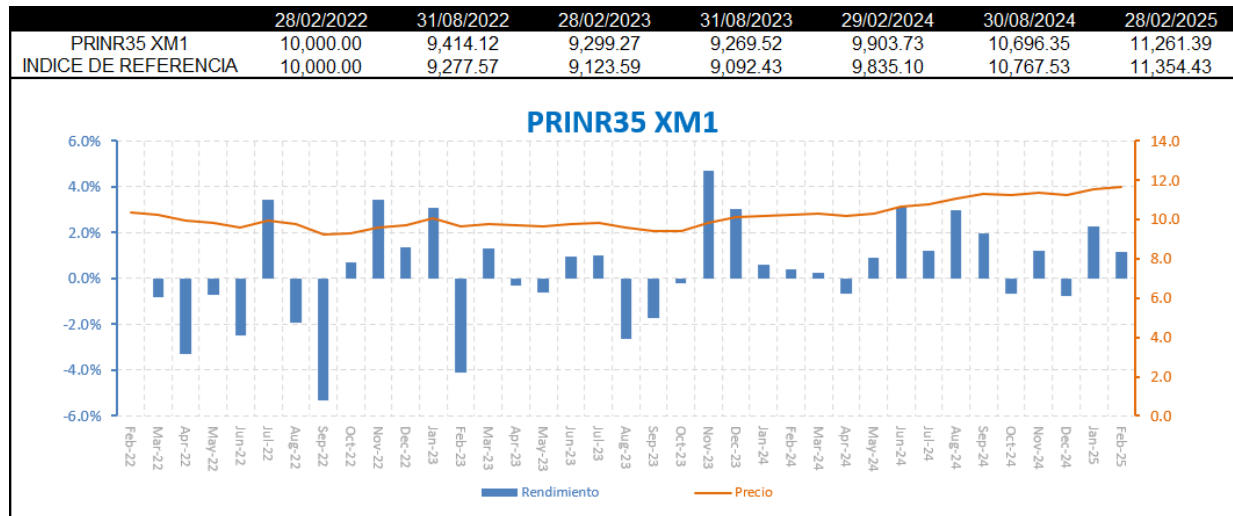 28/02/2022 31/08/2022 28/02/2023 31/08/2023 29/02/2024 30/08/2024 28/02/2025
PRINR35 XM1 10,000.00 9,414.12 9,299.27 9,269.52 9,903.73 10,696.35 11,261.39
INDICE DE REFERENCIA 10,000.00 9,277.57 9,123.59 9,092.43 9,835.10 10,767.53 11,354.43
PRINR35 XM1
6.0% 14.0
4.0% 12.0
2.0% 10.0
0.0% 8.0
-2.0% 6.0
-4.0% 4.0
-6.0% 2.0
0.0
Feb-22 Mar-22 Apr-22 May-22 Jun-22 Jul-22 Aug-22 Sep-22 Oct-22 Nov-22 Dec-22 Jan-23 Feb-23 Mar-23 Apr-23 May-23 Jun-23 Jul-23 Aug-23 Sep-23 Oct-23 Nov-23 Dec-23 Jan-24 Feb-24 Mar-24 Apr-24 May-24 Jun-24 Jul-24 Aug-24 Sep-24 Oct-24 Nov-24 Dec-24 Jan-25 Feb-25
Rendimiento Precio